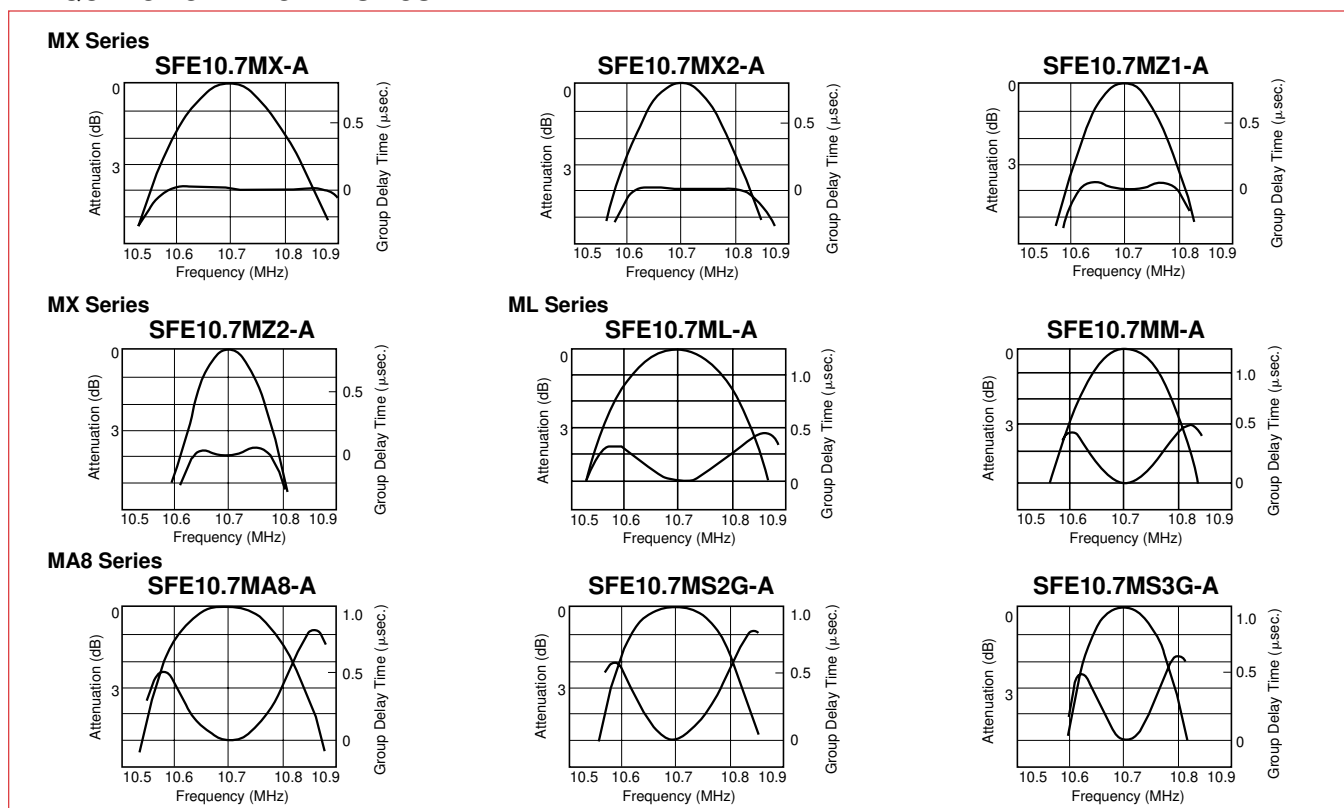 MX Series
SFE10.7MX-A
0
3
Attenuation (dB)
0.5
0
Group Delay Time (μsec.)
10.5 10.6 10.7 10.8 10.9
Frequency (MHz)
SFE10.7MX2-A
0
3
Attenuation (dB)
0.5
0
Group Delay Time (μsec.)
10.5 10.6 10.7 10.8 10.9
Frequency (MHz)
SFE10.7MZ1-A
0
3
Attenuation (dB)
0.5
0
Group Delay Time (μsec.)
10.5 10.6 10.7 10.8 10.9
Frequency (MHz)
MX Series
SFE10.7MZ2-A
0
3
Attenuation (dB)
0.5
0
Group Delay Time (μsec.)
10.5 10.6 10.7 10.8 10.9
Frequency (MHz)
ML Series
SFE10.7ML-A
0
3
Attenuation (dB)
1.0
0.5
0
Group Delay Time (μsec.)
10.5 10.6 10.7 10.8 10.9
Frequency (MHz)
SFE10.7MM-A
0
3
Attenuation (dB)
1.0
0.5
0
Group Delay Time (μsec.)
10.5 10.6 10.7 10.8 10.9
Frequency (MHz)
MA8 Series
SFE10.7MA8-A
0
3
Attenuation (dB)
1.0
0.5
0
Group Delay Time (μsec.)
10.5 10.6 10.7 10.8 10.9
Frequency (MHz)
SFE10.7MS2G-A
0
3
Attenuation (dB)
1.0
0.5
0
Group Delay Time (μsec.)
10.5 10.6 10.7 10.8 10.9
Frequency (MHz)
SFE10.7MS3G-A
0
3
Attenuation (dB)
1.0
0.5
0
Group Delay Time (μsec.)
10.5 10.6 10.7 10.8 10.9
Frequency (MHz)